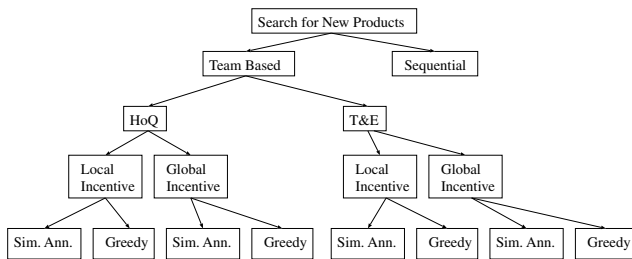 Search for New Products
Team Based
Sequential
HoQ
T&E
Local
Incentive
Global
Incentive
Local
Incentive
Global
Incentive
Sim. Ann.
Greedy
Sim. Ann.
Greedy
Sim. Ann.
Greedy
Sim. Ann.
Greedy